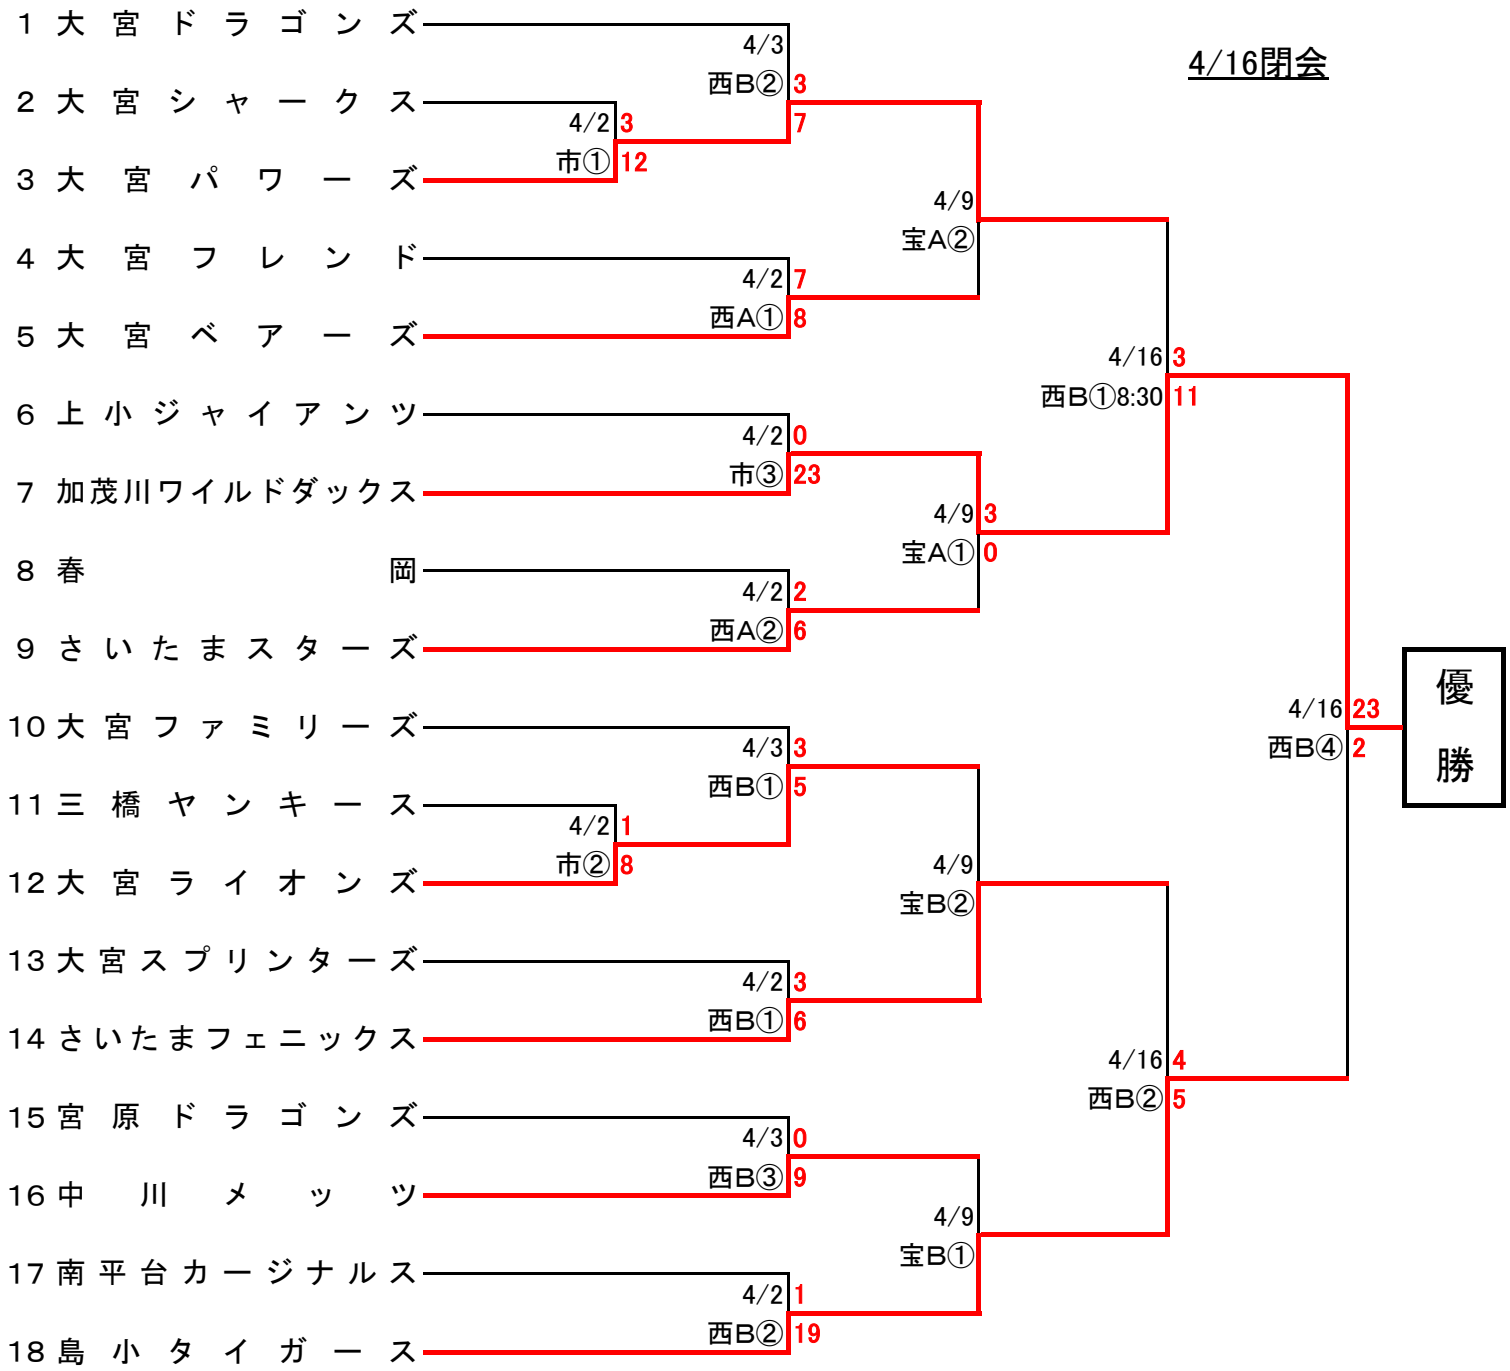 1 大宮ドラゴンズ
4/3
4/16閉会
西B② 3
2 大宮シャークス
7
4/2 3
市① 12
3 大宮パワーズ
4/9
宝A②
4 大宮フレンド
4/2 7
西A① 8
5 大宮ベアーズ
4/16 3
西B①8:30 11
6 上小ジャイアンツ
4/2 0
市③ 23
7 加茂川ワイルドダックス
4/9 3
宝A① 0
8 春岡
4/2 2
西A② 6
9 さいたまスターズ
優勝
4/16 23
西B④ 2
10 大宮ファミリーズ
4/3 3
西B① 5
11 三橋ヤンキース
4/2 1
市② 8
12 大宮ライオンズ
4/9
宝B②
13 大宮スプリンターズ
4/2 3
西B① 6
14 さいたまフェニックス
4/16 4
西B② 5
15 宮原ドラゴンズ
4/3 0
西B③ 9
16 中川メッツ
4/9
宝B①
17 南平台カージナルス
4/2 1
西B② 19
18 島小タイガース